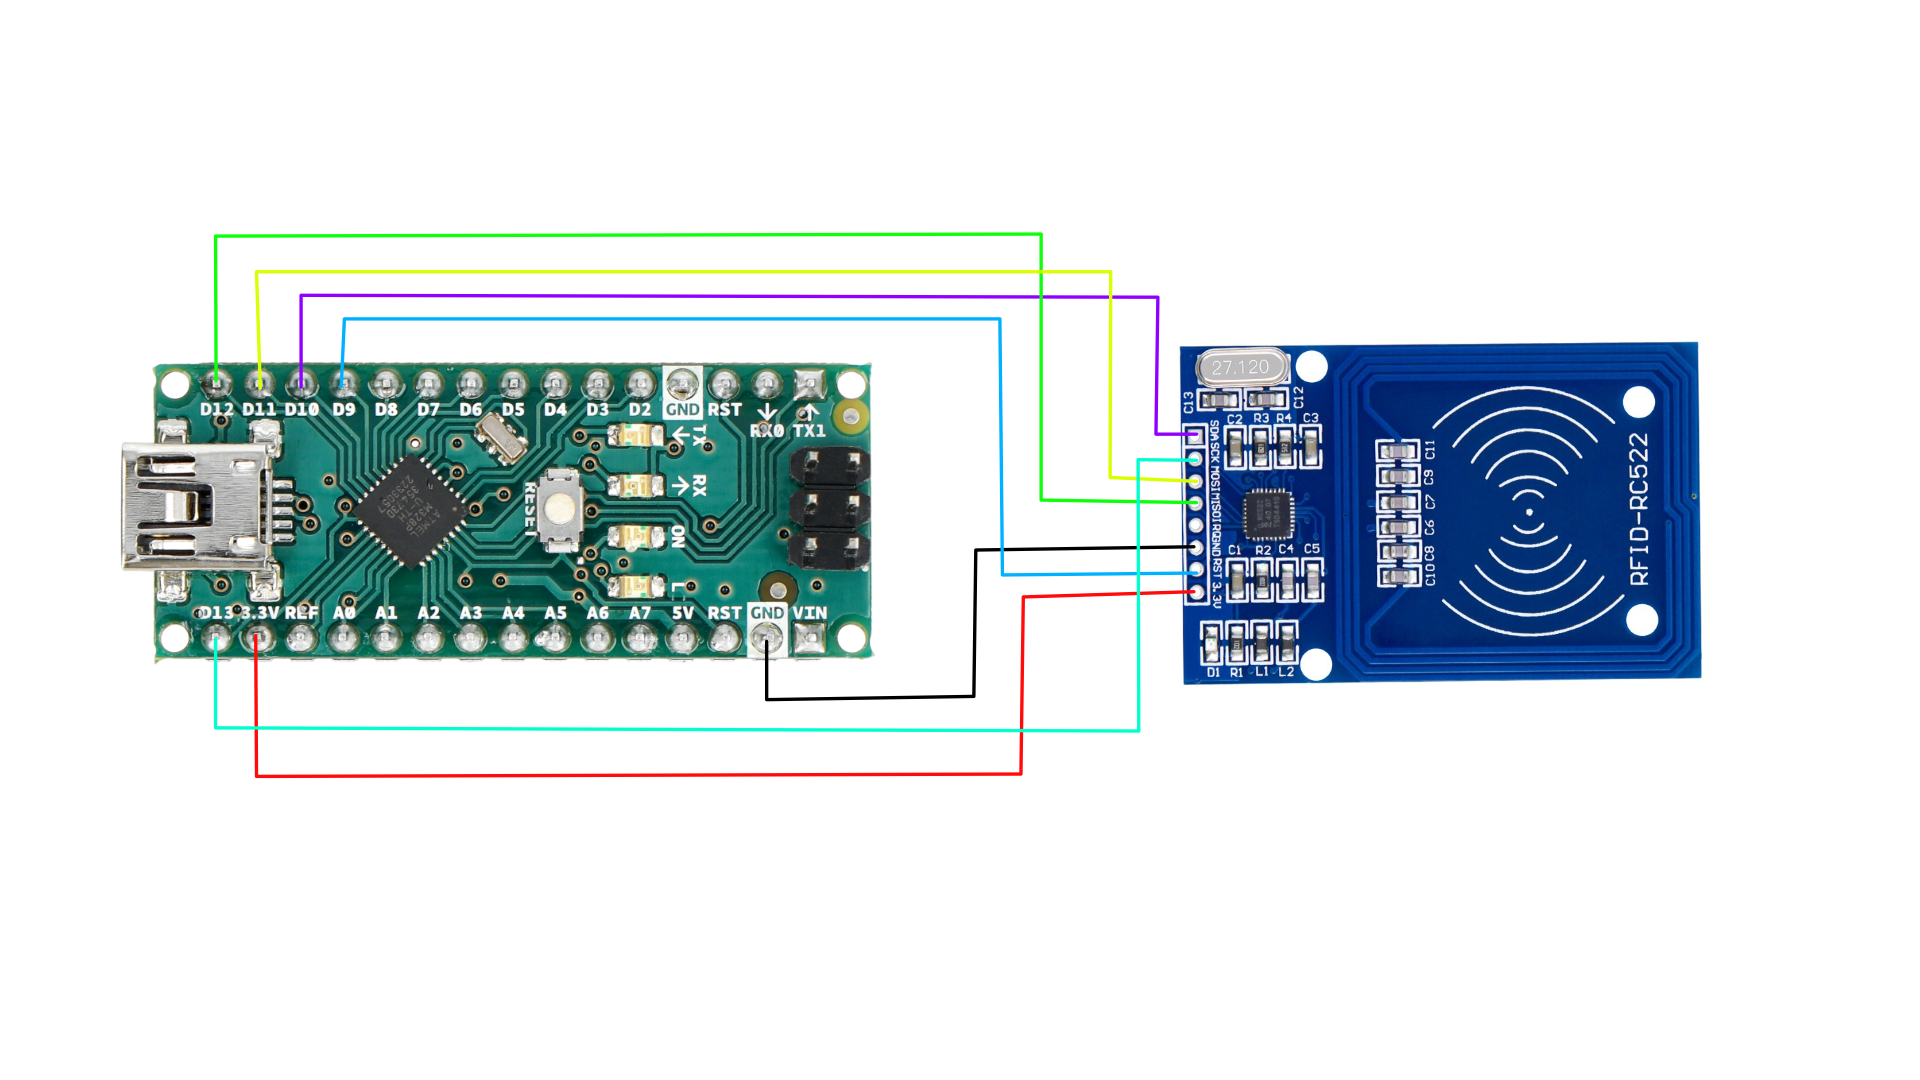 D12 D11 D10 D9 D8 D7 D6 D5 D4 D3 D2 GND RST ↓ ↑
RX0 TX1
←TX
→RX
RESET
ON
L
ATMEL
D13 3.3V REF A0 A1 A2 A3 A4 A5 A6 A7 5V RST GND VIN
27.120
C13
C12
C2 R3 R4 C3
SDA
SCK
MOSI
MISO
IRQ
GND
RST
3.3V
C1 R2 C4 C5
D1 R1 L1 L2
C11
C9
C7
C6
C8
C10
RFID-RC522